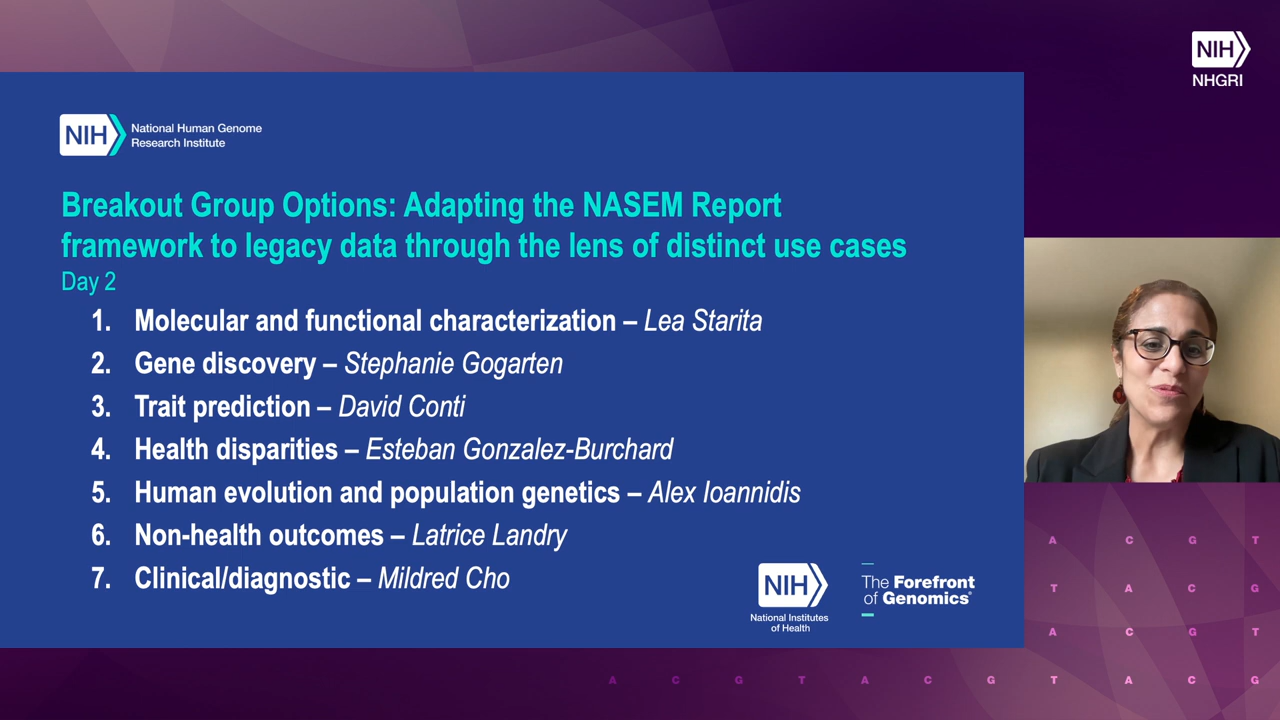 NIH
NHGRI
NIH
National Human Genome
Research Institute
Breakout Group Options: Adapting the NASEM Report
framework to legacy data through the lens of distinct use cases
Day 2
1. Molecular and functional characterization – Lea Starita
2. Gene discovery – Stephanie Gogarten
3. Trait prediction – David Conti
4. Health disparities – Esteban Gonzalez-Burchard
5. Human evolution and population genetics – Alex Ioannidis
6. Non-health outcomes – Latrice Landry
7. Clinical/diagnostic – Mildred Cho
NIH
National Institutes
of Health
The Forefront
of Genomics®
A C G T
T A C G
A C G T
A C G T A C G T A C G